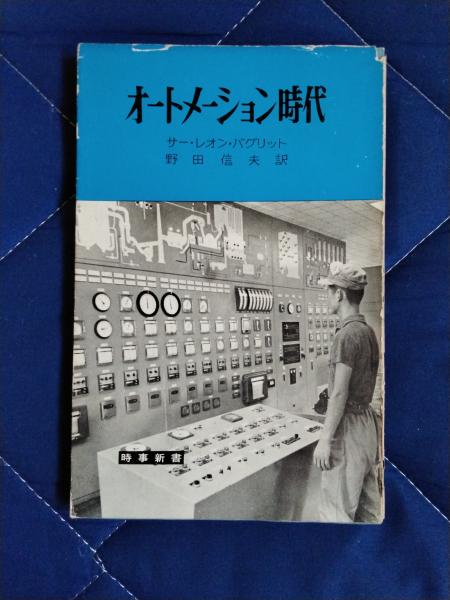 オートメーション時代
サー・レオン・バグリット
野田信夫訳
時事新書